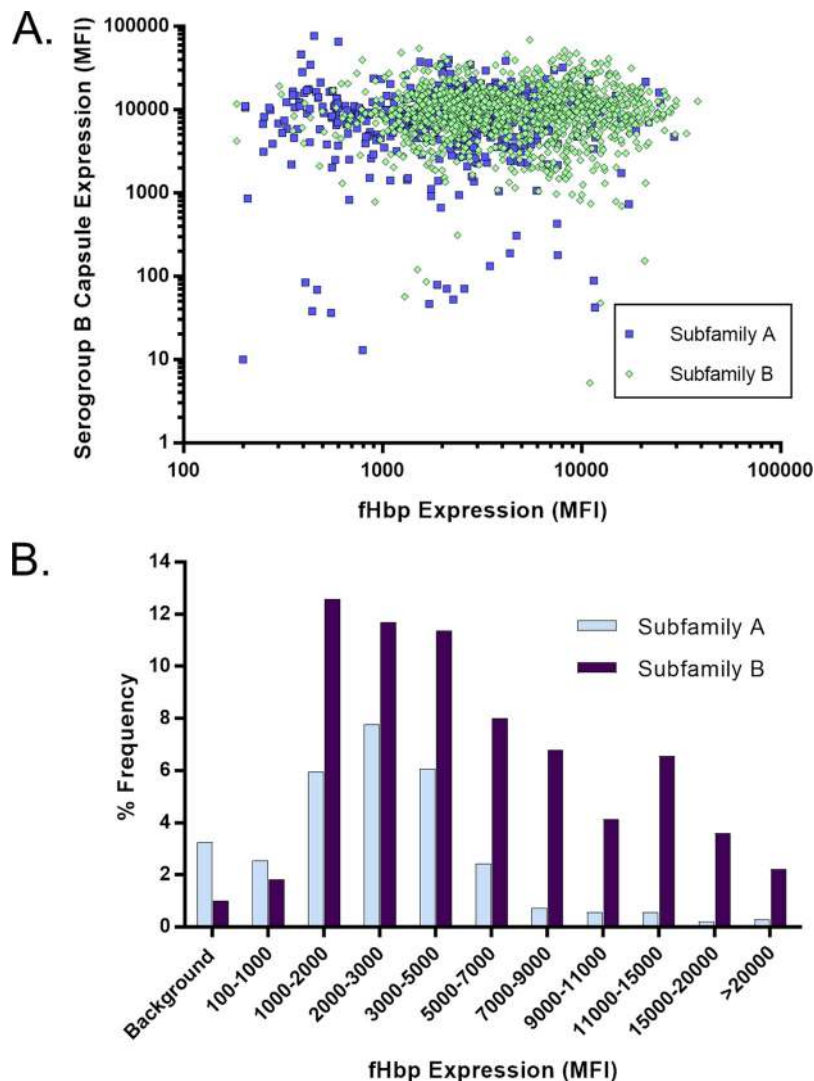 A.
Serogroup B Capsule Expression (MFI)
100000
10000
1000
100
10
1
100
1000
10000
100000
Subfamily A
Subfamily B
fHbp Expression (MFI)
B.
% Frequency
14
12
10
8
6
4
2
0
Subfamily A
Subfamily B
Background
100-1000
1000-2000
2000-3000
3000-5000
5000-7000
7000-9000
9000-11000
11000-15000
15000-20000
>20000
fHbp Expression (MFI)